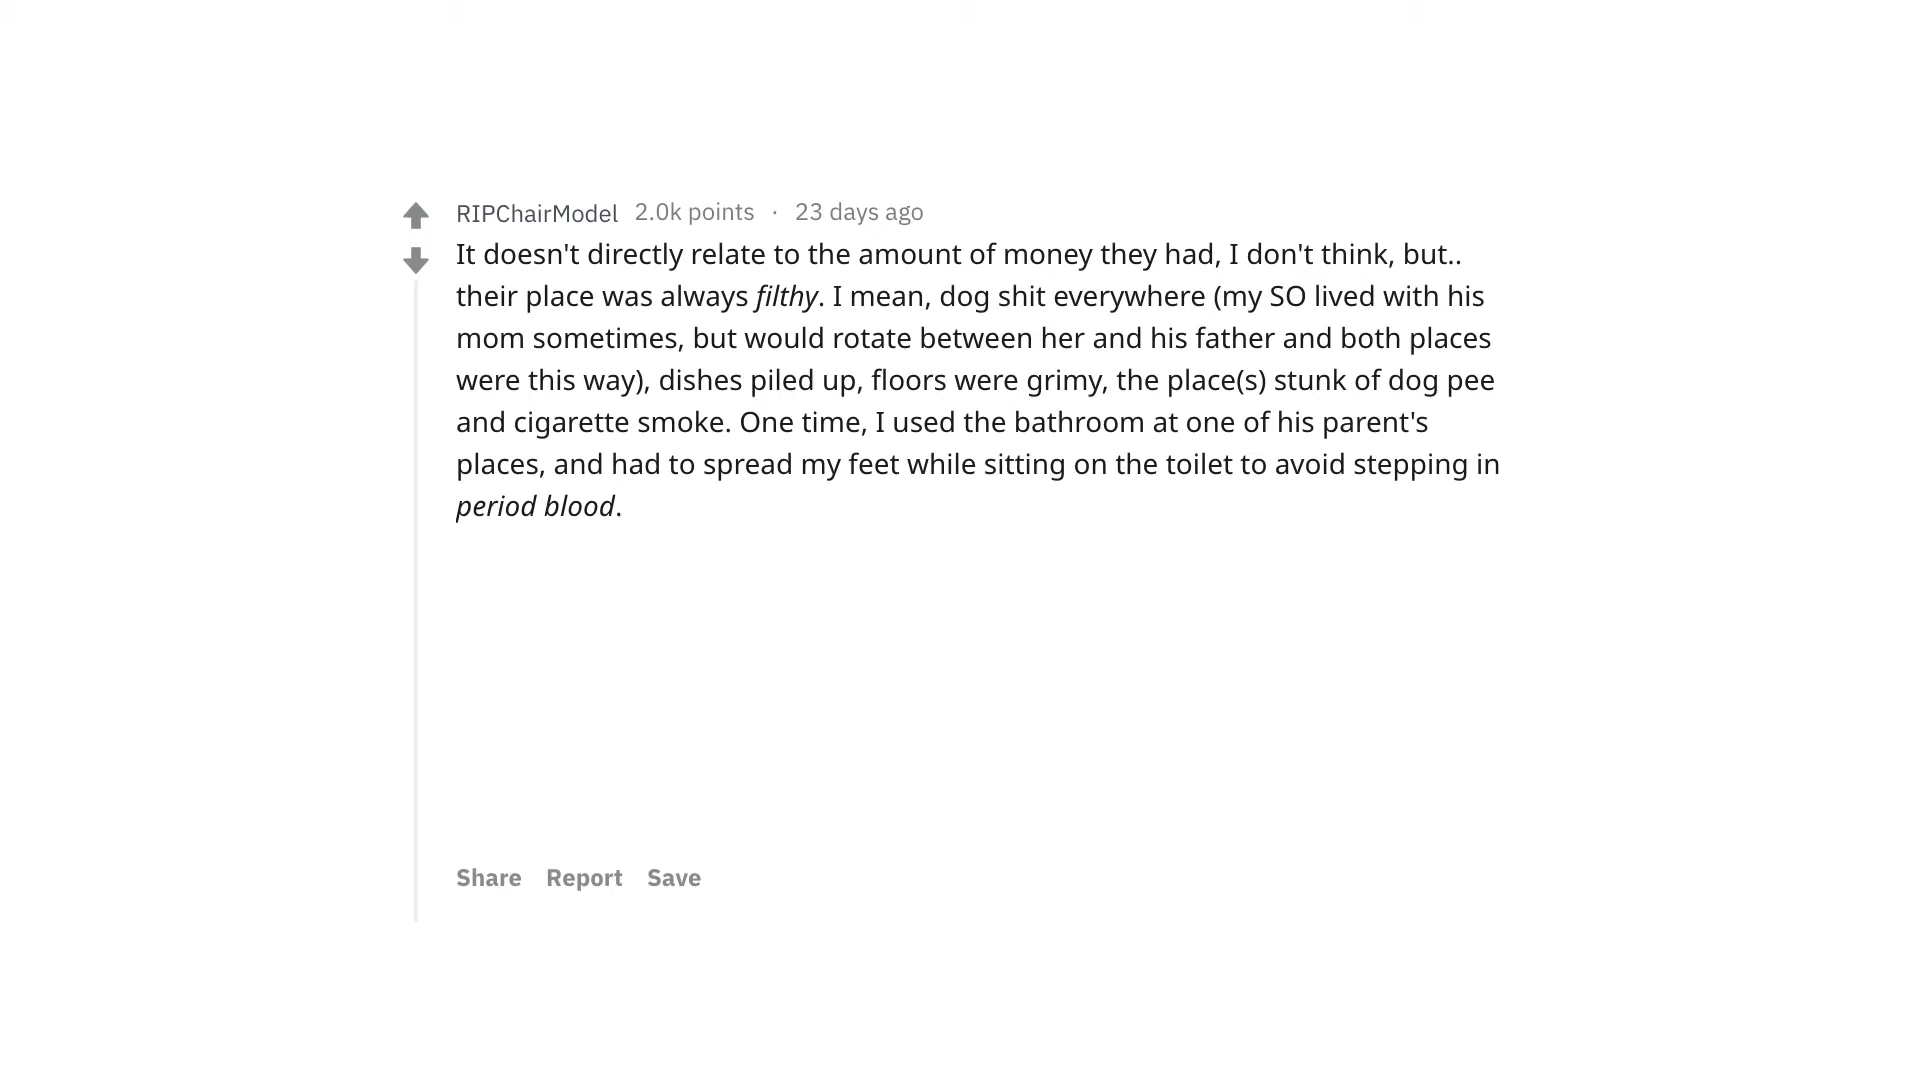 RIPChairModel 2.0k points · 23 days ago
It doesn't directly relate to the amount of money they had, I don't think, but..
their place was always filthy. I mean, dog shit everywhere (my SO lived with his
mom sometimes, but would rotate between her and his father and both places
were this way), dishes piled up, floors were grimy, the place(s) stunk of dog pee
and cigarette smoke. One time, I used the bathroom at one of his parent's
places, and had to spread my feet while sitting on the toilet to avoid stepping in
period blood.
Share Report Save